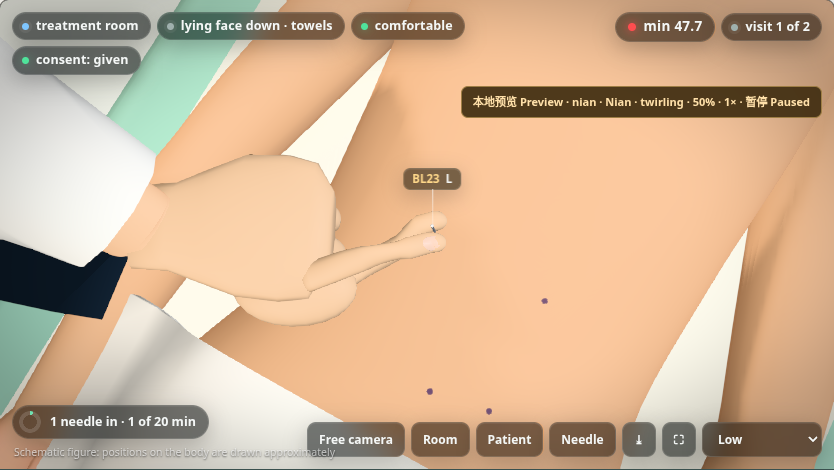 treatment room
lying face down · towels
comfortable
min 47.7
visit 1 of 2
consent: given
本地预览 Preview · nian · Nian · twirling · 50% · 1× · 暂停 Paused
BL23 L
1 needle in · 1 of 20 min
Free camera
Room
Patient
Needle
Low
Schematic figure: positions on the body are drawn approximately